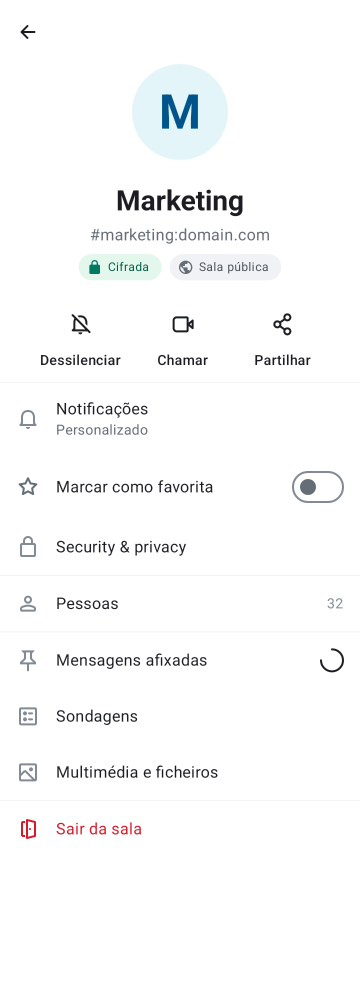 M
Marketing
#marketing:domain.com
Cifrada
Sala pública
Dessilenciar
Chamar
Partilhar
Notificações
Personalizado
Marcar como favorita
Security & privacy
Pessoas
32
Mensagens afixadas
Sondagens
Multimédia e ficheiros
Sair da sala